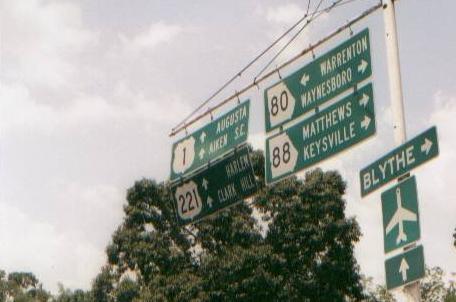 1
AUGUSTA
AIKEN S.C.
221
HARLEM
CLARK HILL
80
WARRENTON
WAYNESBORO
88
MATTHEWS
KEYSVILLE
BLYTHE